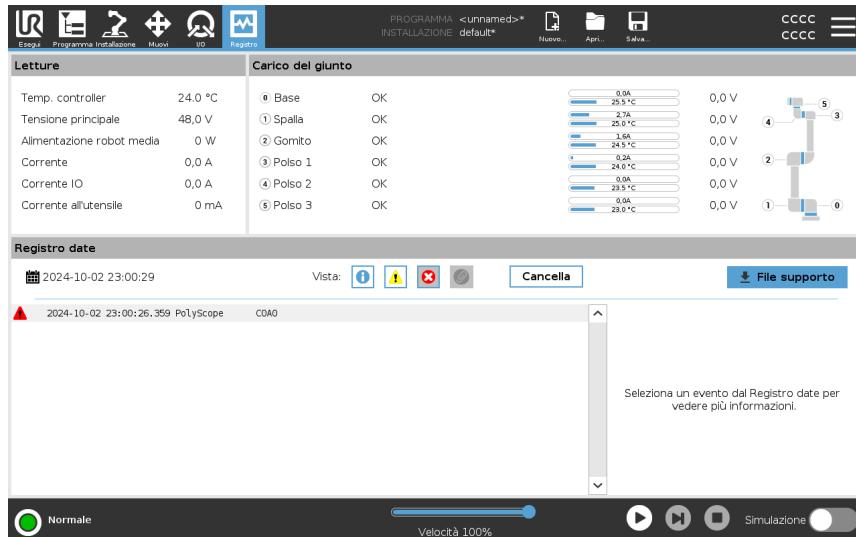 UR
PROGRAMMA <unnamed>*
INSTALLAZIONE default*
CCCC
CCCC
Esegui Programma Installazione Muovi I/O Registro
Nuovo... Apri... Salva...
Letture
Carico del giunto
Temp. controller 24.0 °C
Tensione principale 48,0 V
Alimentazione robot media 0 W
Corrente 0,0 A
Corrente IO 0,0 A
Corrente all'utensile 0 mA
0 Base OK 0,0A 25.5 °C 0,0 V
1 Spalla OK 2,7A 25.0 °C 0,0 V
2 Gomito OK 1,6A 24.5 °C 0,0 V
3 Polso 1 OK 0,2A 24.0 °C 0,0 V
4 Polso 2 OK 0,0A 23.5 °C 0,0 V
5 Polso 3 OK 0,0A 23.0 °C 0,0 V
5
4 3
2
1 0
Registro date
2024-10-02 23:00:29 Vista: Cancella File supporto
2024-10-02 23:00:26.359 PolyScope C0A0
Seleziona un evento dal Registro date per
vedere più informazioni.
Normale
Velocità 100%
Simulazione